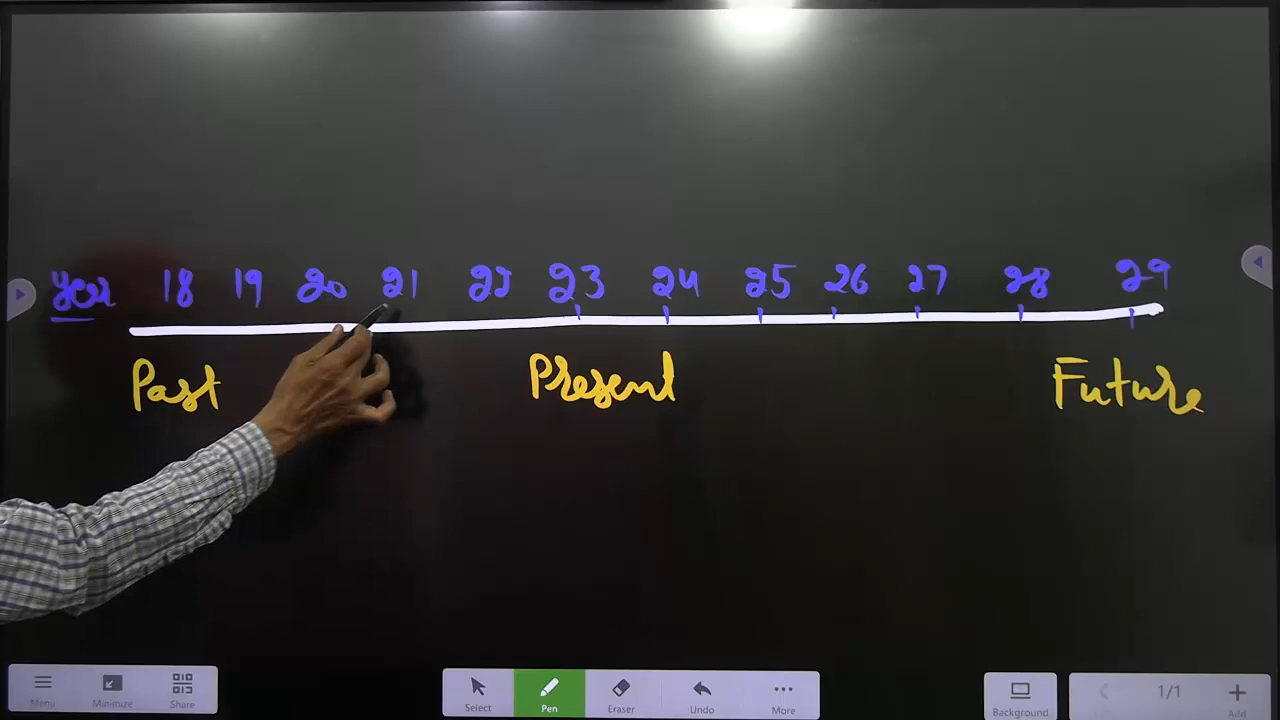 Year 18 19 20 21 22 23 24 25 26 27 28 29
Past Present Future
Menu Minimize Share Select Pen Eraser Undo More Background 1/1 Add